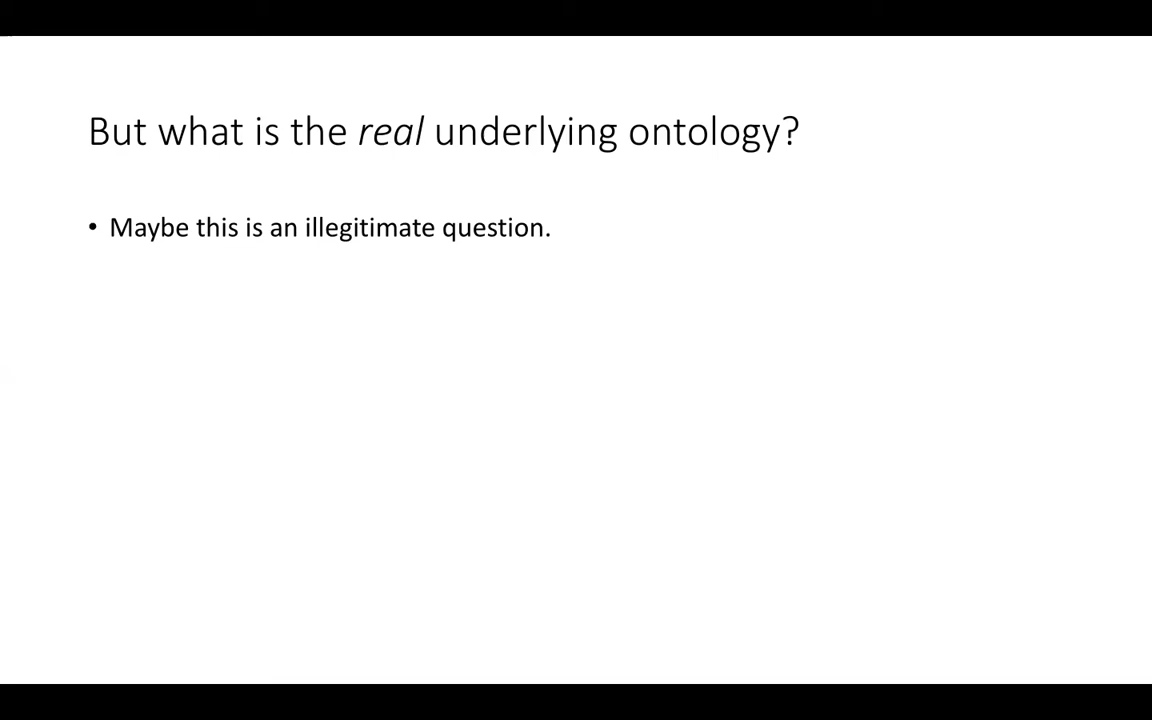 But what is the real underlying ontology?
• Maybe this is an illegitimate question.